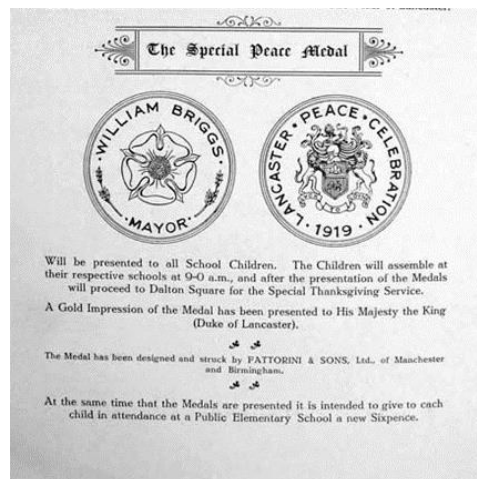 of Lancaster.
The Special Peace Medal
· WILLIAM BRIGGS · MAYOR ·
LANCASTER · PEACE · CELEBRATION · 1919 ·
Will be presented to all School Children. The Children will assemble at
their respective schools at 9-0 a.m., and after the presentation of the Medals
will proceed to Dalton Square for the Special Thanksgiving Service.
A Gold Impression of the Medal has been presented to His Majesty the King
(Duke of Lancaster).
The Medal has been designed and struck by FATTORINI & SONS, Ltd., of Manchester
and Birmingham.
At the same time that the Medals are presented it is intended to give to each
child in attendance at a Public Elementary School a new Sixpence.